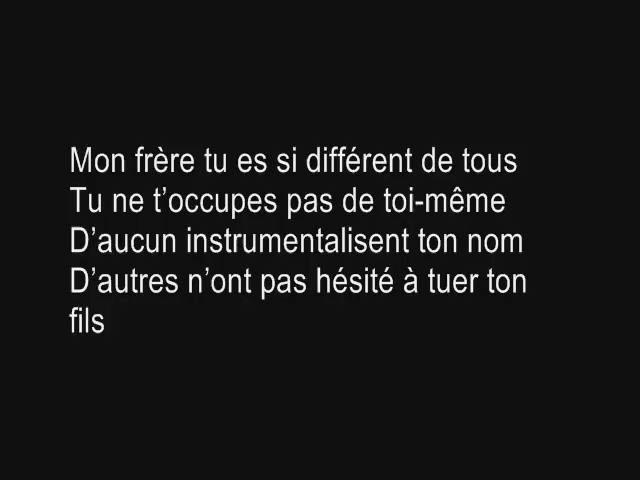 Mon frère tu es si différent de tous
Tu ne t’occupes pas de toi-même
D’aucun instrumentalisent ton nom
D’autres n’ont pas hésité à tuer ton
fils